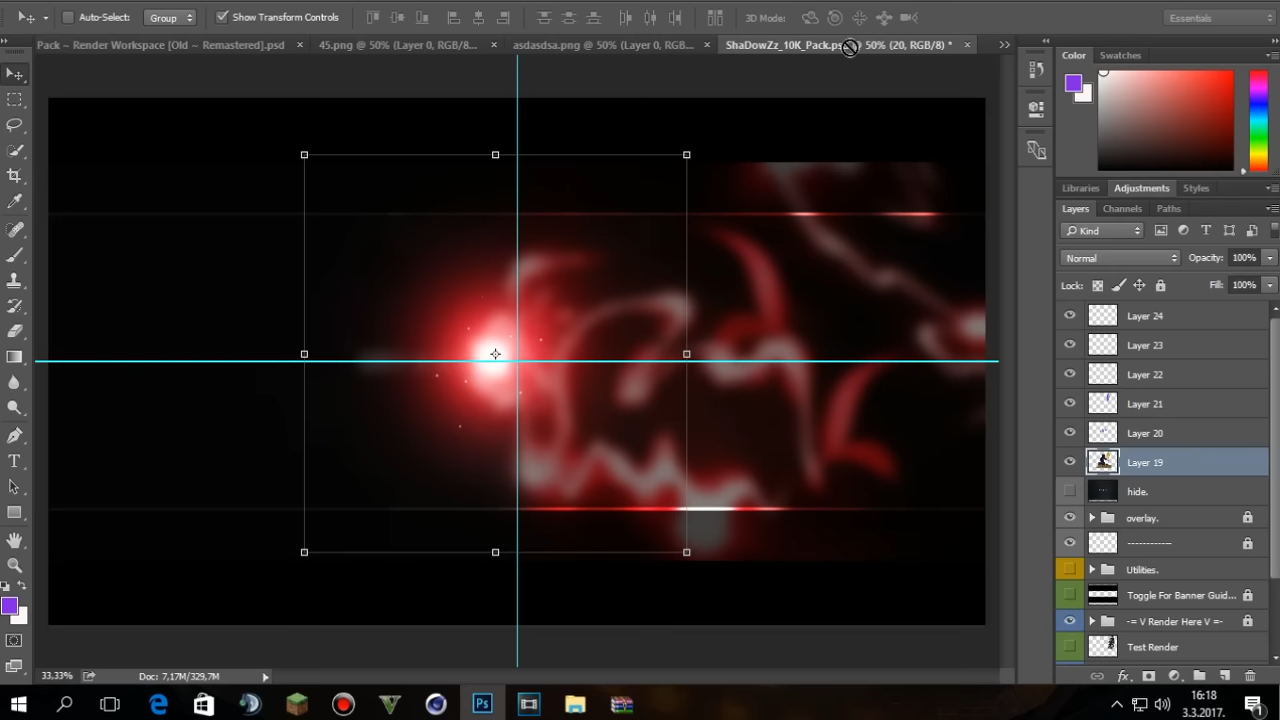 Auto-Select: Group Show Transform Controls 3D Mode: Essentials
Pack ~ Render Workspace [Old ~ Remastered].psd × 45.png @ 50% (Layer 0, RGB/8... × asdasdsa.png @ 50% (Layer 0, RGB... × ShaDowZz_10K_Pack.ps 50% (20, RGB/8) * ×
Color Swatches
Libraries Adjustments Styles
Layers Channels Paths
Kind
Normal Opacity: 100%
Lock: Fill: 100%
Layer 24
Layer 23
Layer 22
Layer 21
Layer 20
Layer 19
hide.
overlay.
------------
Utilities.
Toggle For Banner Guid...
-= V Render Here V =-
Test Render
33,33% Doc: 7,17M/329,7M
16:18
3.3.2017.